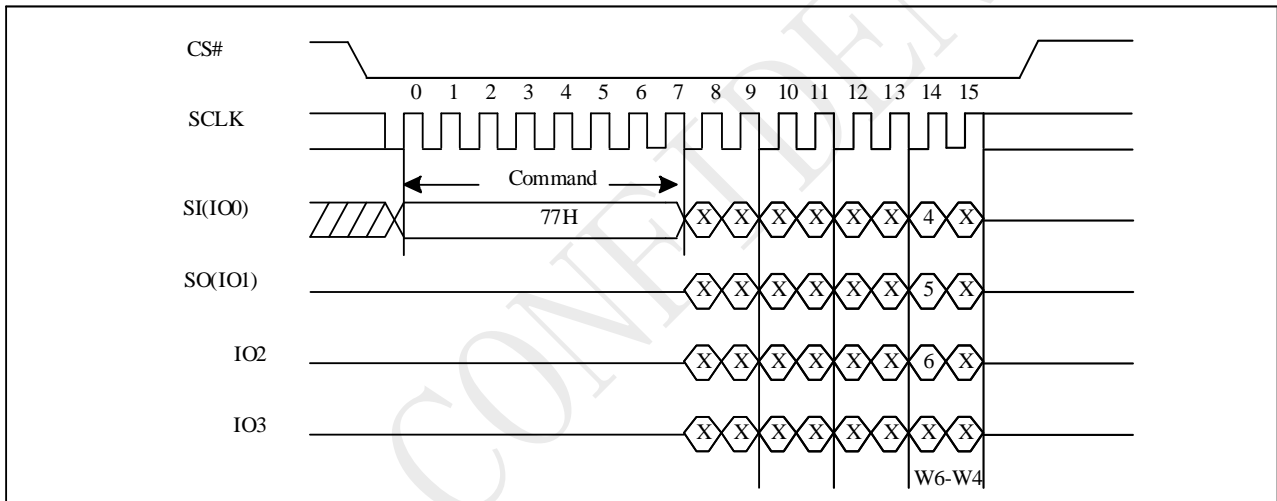 CS#
0 1 2 3 4 5 6 7 8 9 10 11 12 13 14 15
SCLK
Command
SI(IO0) 77H X X X X X X 4 X
SO(IO1) X X X X X X 5 X
IO2 X X X X X X 6 X
IO3 X X X X X X X X
W6-W4
CONFIDEN